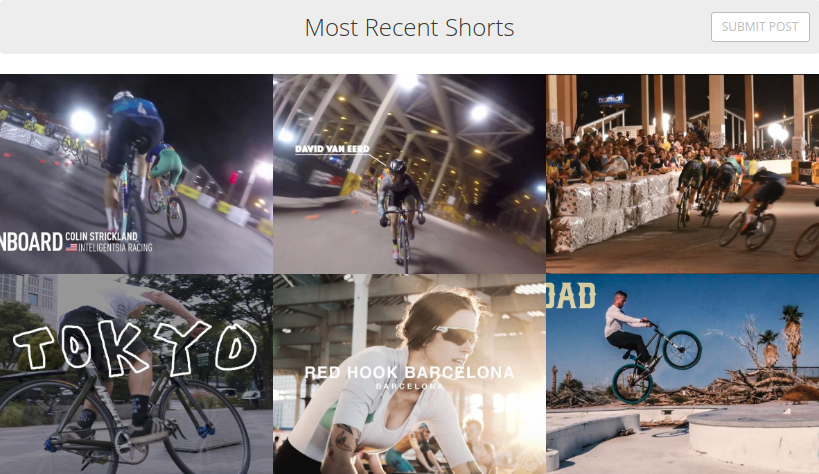 Most Recent Shorts
SUBMIT POST
NBOARD COLIN STRICKLAND
INTELIGENTSIA RACING
DAVID VAN EERD
TOKYO
RED HOOK BARCELONA
BARCELONA
OAD